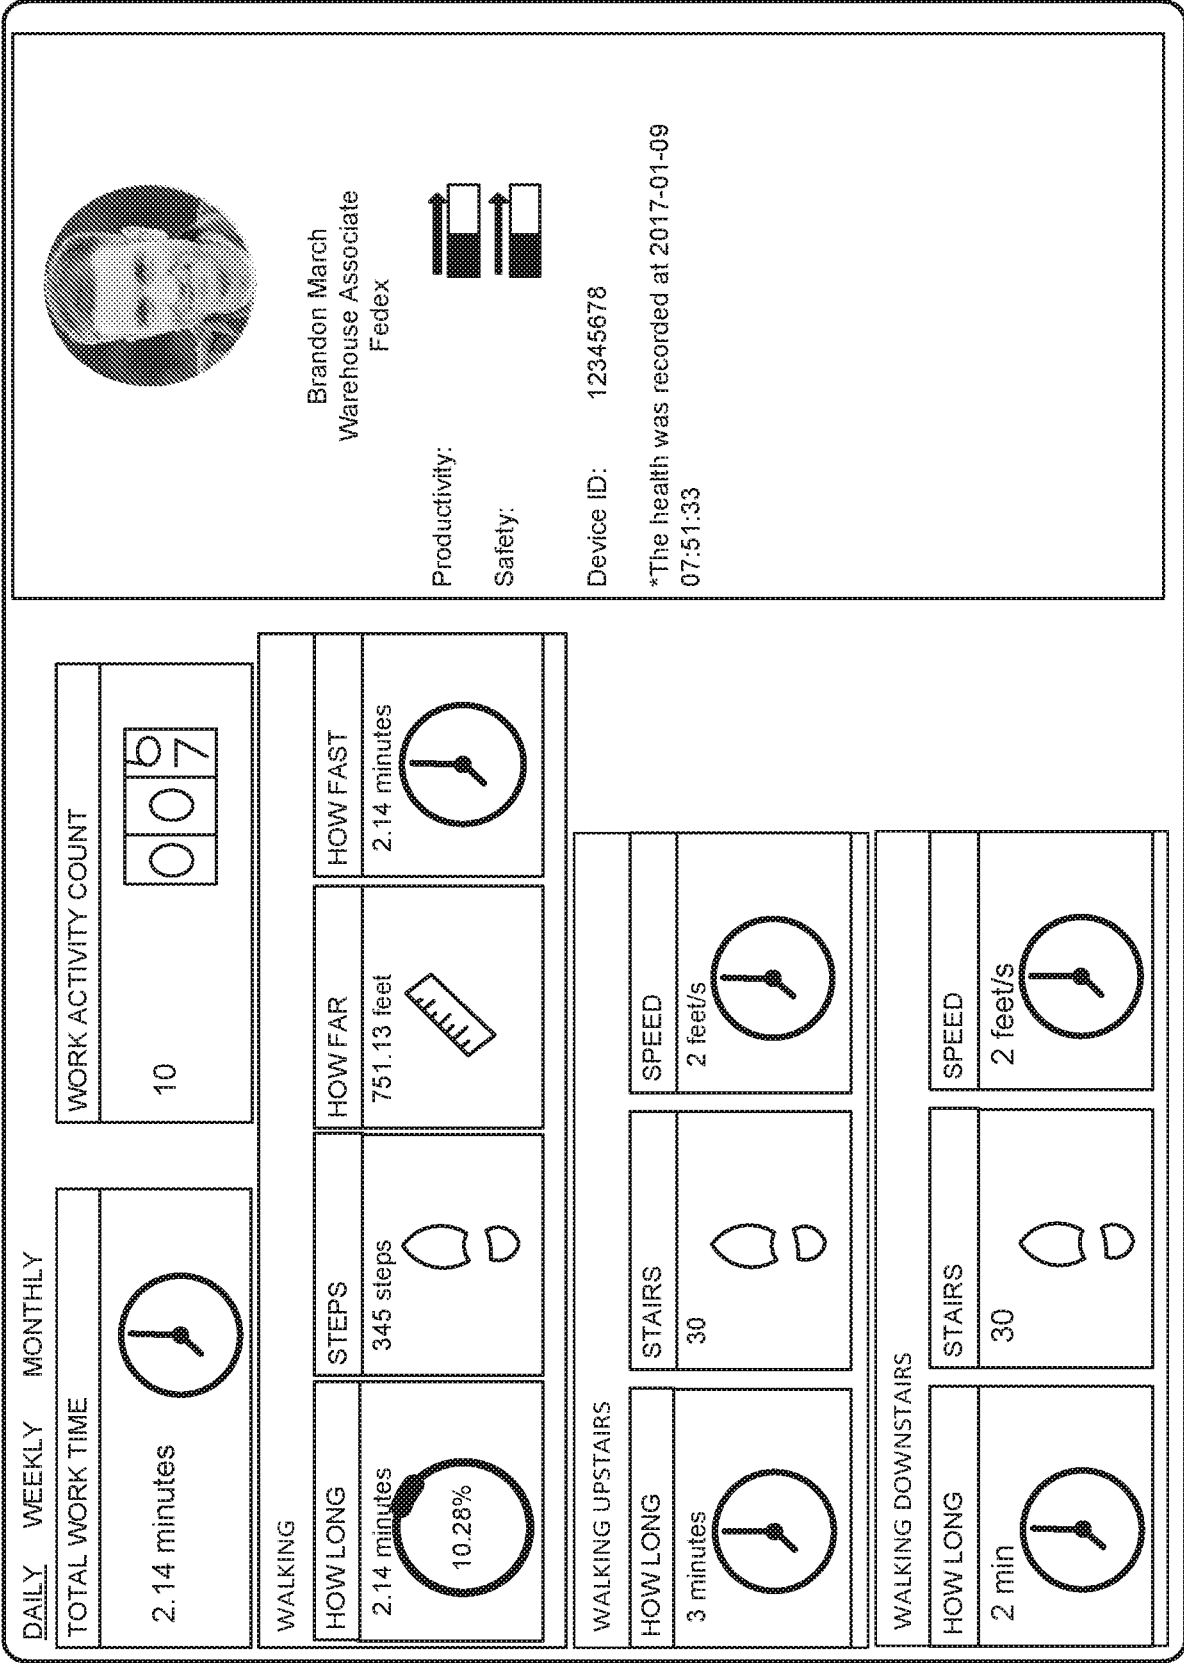 DAILY WEEKLY MONTHLY
TOTAL WORK TIME
2.14 minutes
WORK ACTIVITY COUNT
10
0 0 6
7
WALKING
HOW LONG
2.14 minutes
10.28%
STEPS
345 steps
HOW FAR
751.13 feet
HOW FAST
2.14 minutes
WALKING UPSTAIRS
HOW LONG
3 minutes
STAIRS
30
SPEED
2 feet/s
WALKING DOWNSTAIRS
HOW LONG
2 min
STAIRS
30
SPEED
2 feet/s
Brandon March
Warehouse Associate
Fedex
Productivity:
Safety:
Device ID: 12345678
*The health was recorded at 2017-01-09
07:51:33